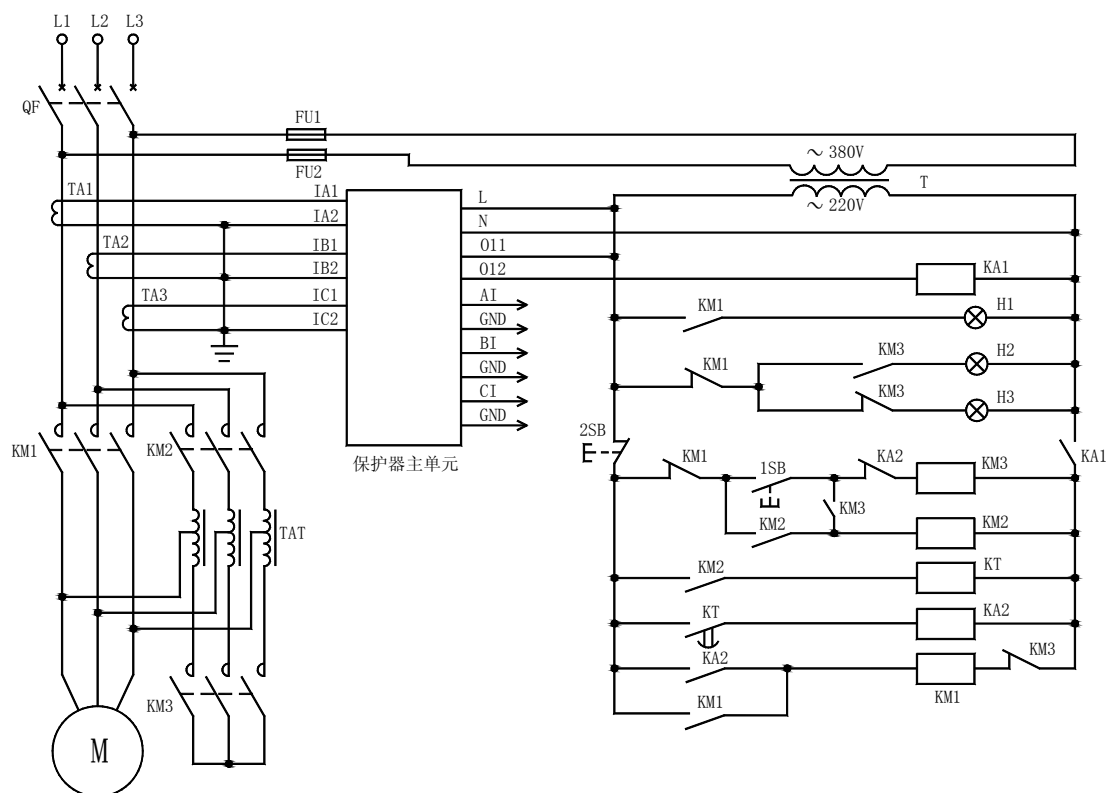 L1 L2 L3
QF
FU1
FU2
～380V
T
～220V
TA1
IA1
IA2
TA2
IB1
IB2
TA3
IC1
IC2
L
N
O11
O12
AI
GND
BI
GND
CI
GND
保护器主单元
KA1
KM1
H1
KM1
KM3
H2
KM3
H3
2SB
KA1
KM1
1SB
KA2
KM3
KM3
KM2
KM2
KM2
KT
KT
KA2
KA2
KM3
KM1
KM1
KM1
KM2
TAT
KM3
M